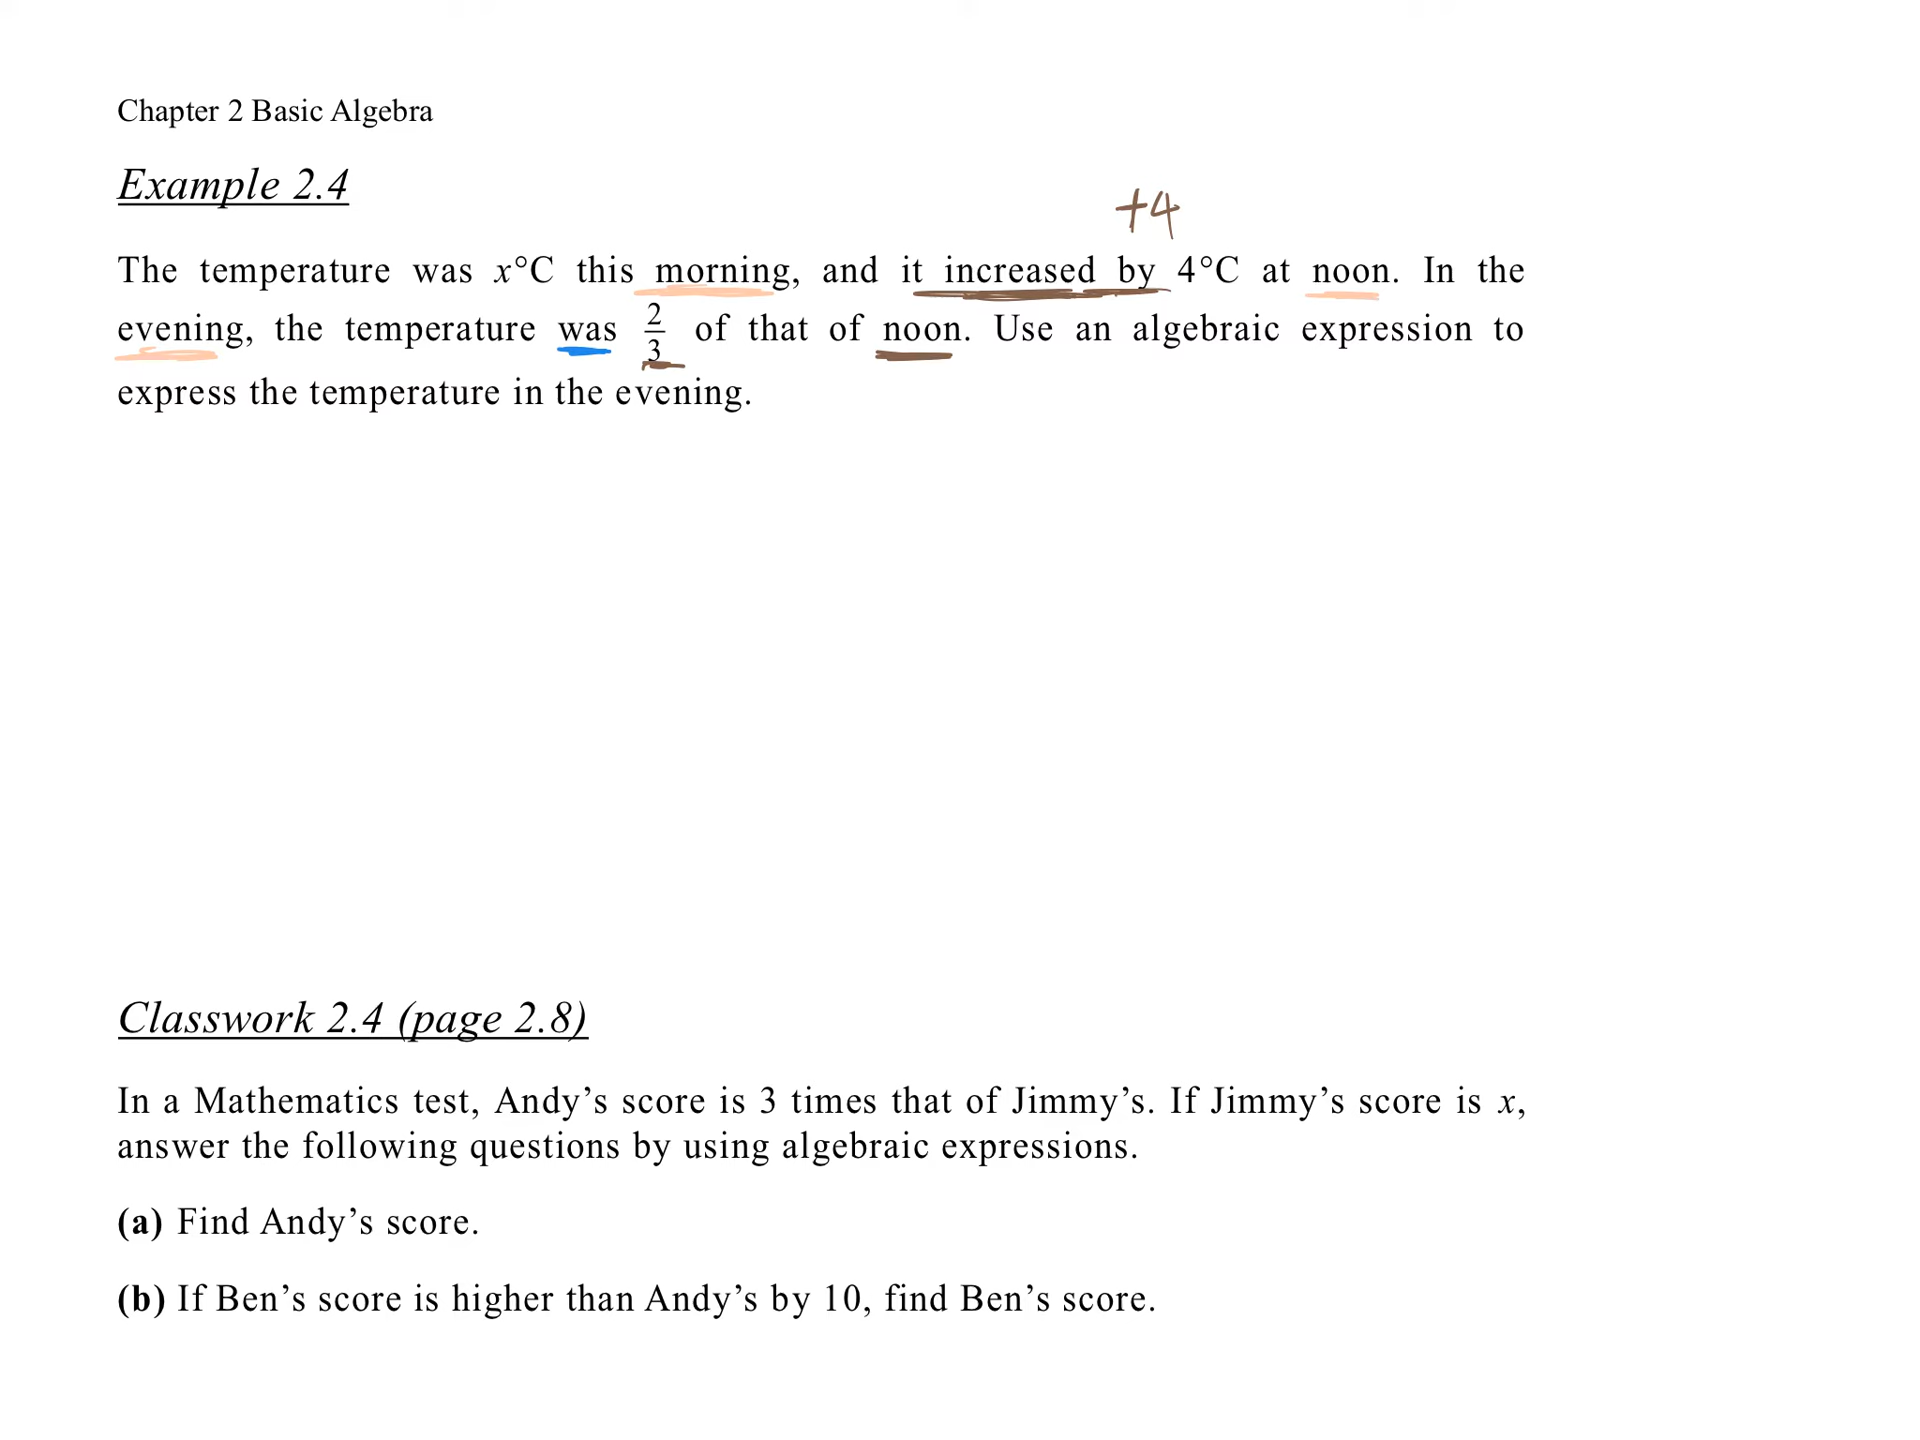 Chapter 2 Basic Algebra
Example 2.4
+4
The temperature was x°C this morning, and it increased by 4°C at noon. In the
evening, the temperature was 2/3 of that of noon. Use an algebraic expression to
express the temperature in the evening.
Classwork 2.4 (page 2.8)
In a Mathematics test, Andy’s score is 3 times that of Jimmy’s. If Jimmy’s score is x,
answer the following questions by using algebraic expressions.
(a) Find Andy’s score.
(b) If Ben’s score is higher than Andy’s by 10, find Ben’s score.